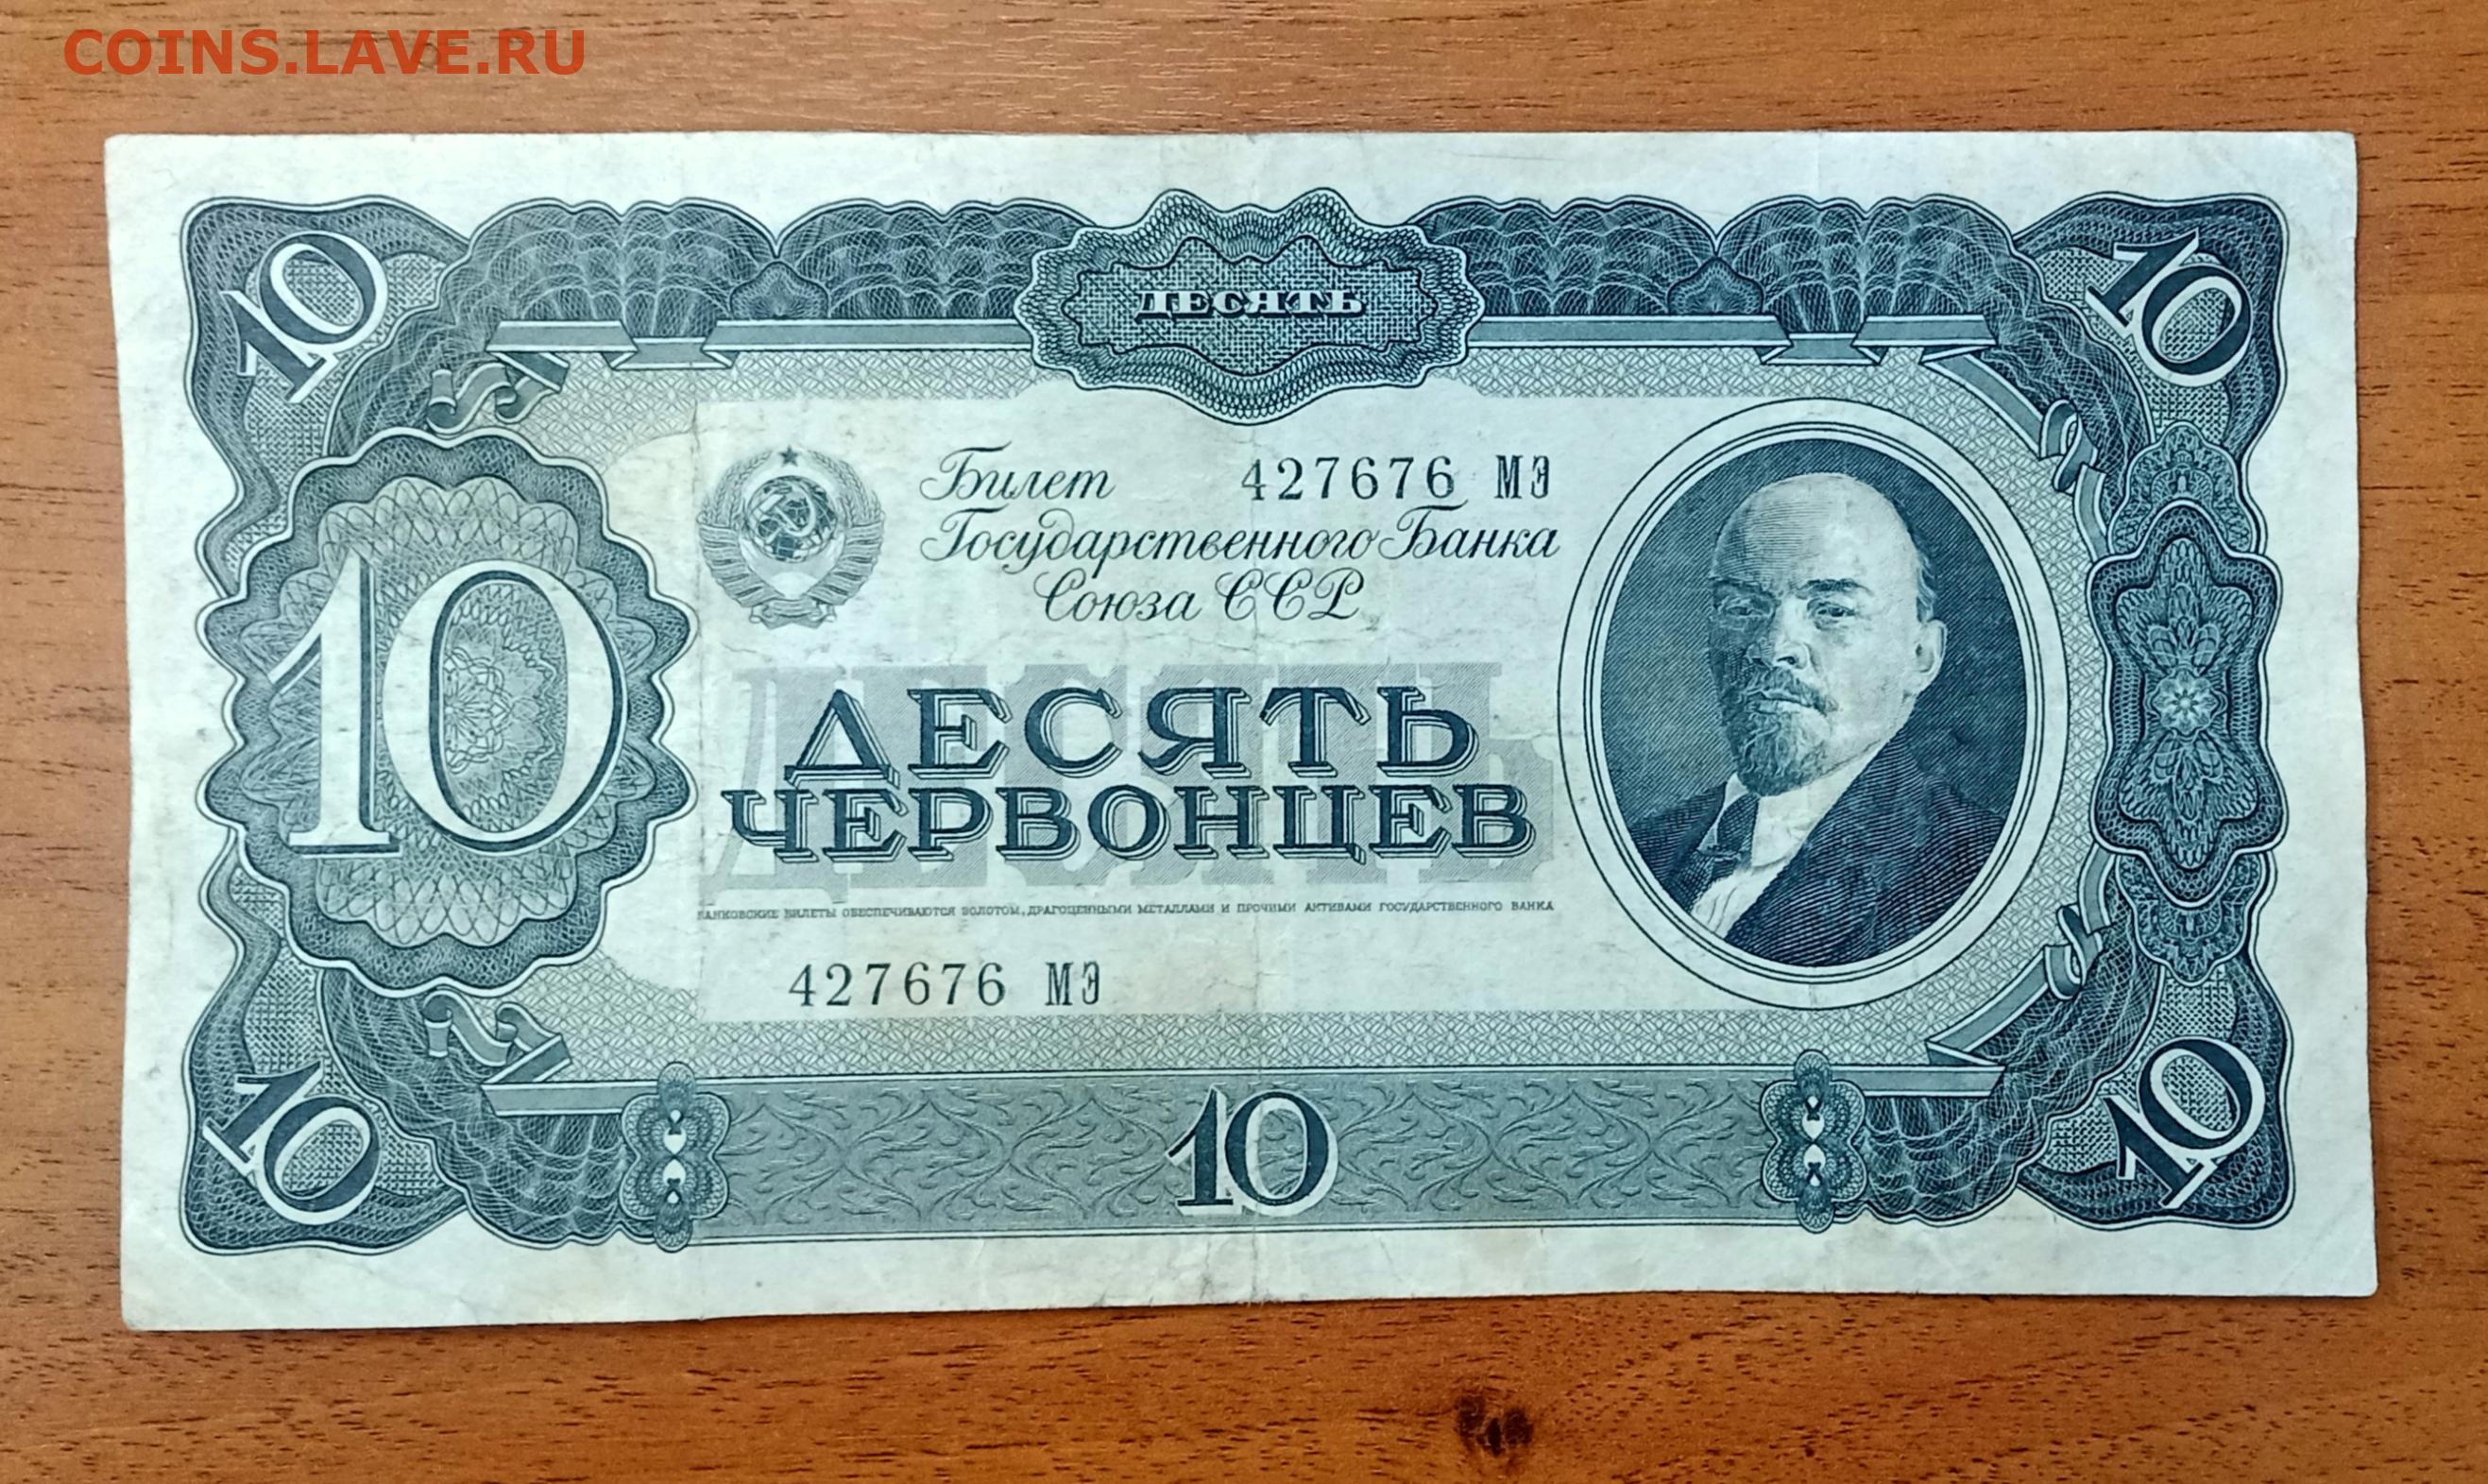 COINS.LAVE.RU
10 ДЕСЯТЬ 10
Билет 427676 МЭ
Государственного Банка
Союза ССР
10
ДЕСЯТЬ
ДЕСЯТЬ
ЧЕРВОНЦЕВ
БАНКОВСКИЕ БИЛЕТЫ ОБЕСПЕЧИВАЮТСЯ ЗОЛОТОМ, ДРАГОЦЕННЫМИ МЕТАЛЛАМИ И ПРОЧИМИ АКТИВАМИ ГОСУДАРСТВЕННОГО БАНКА
427676 МЭ
10 10 10